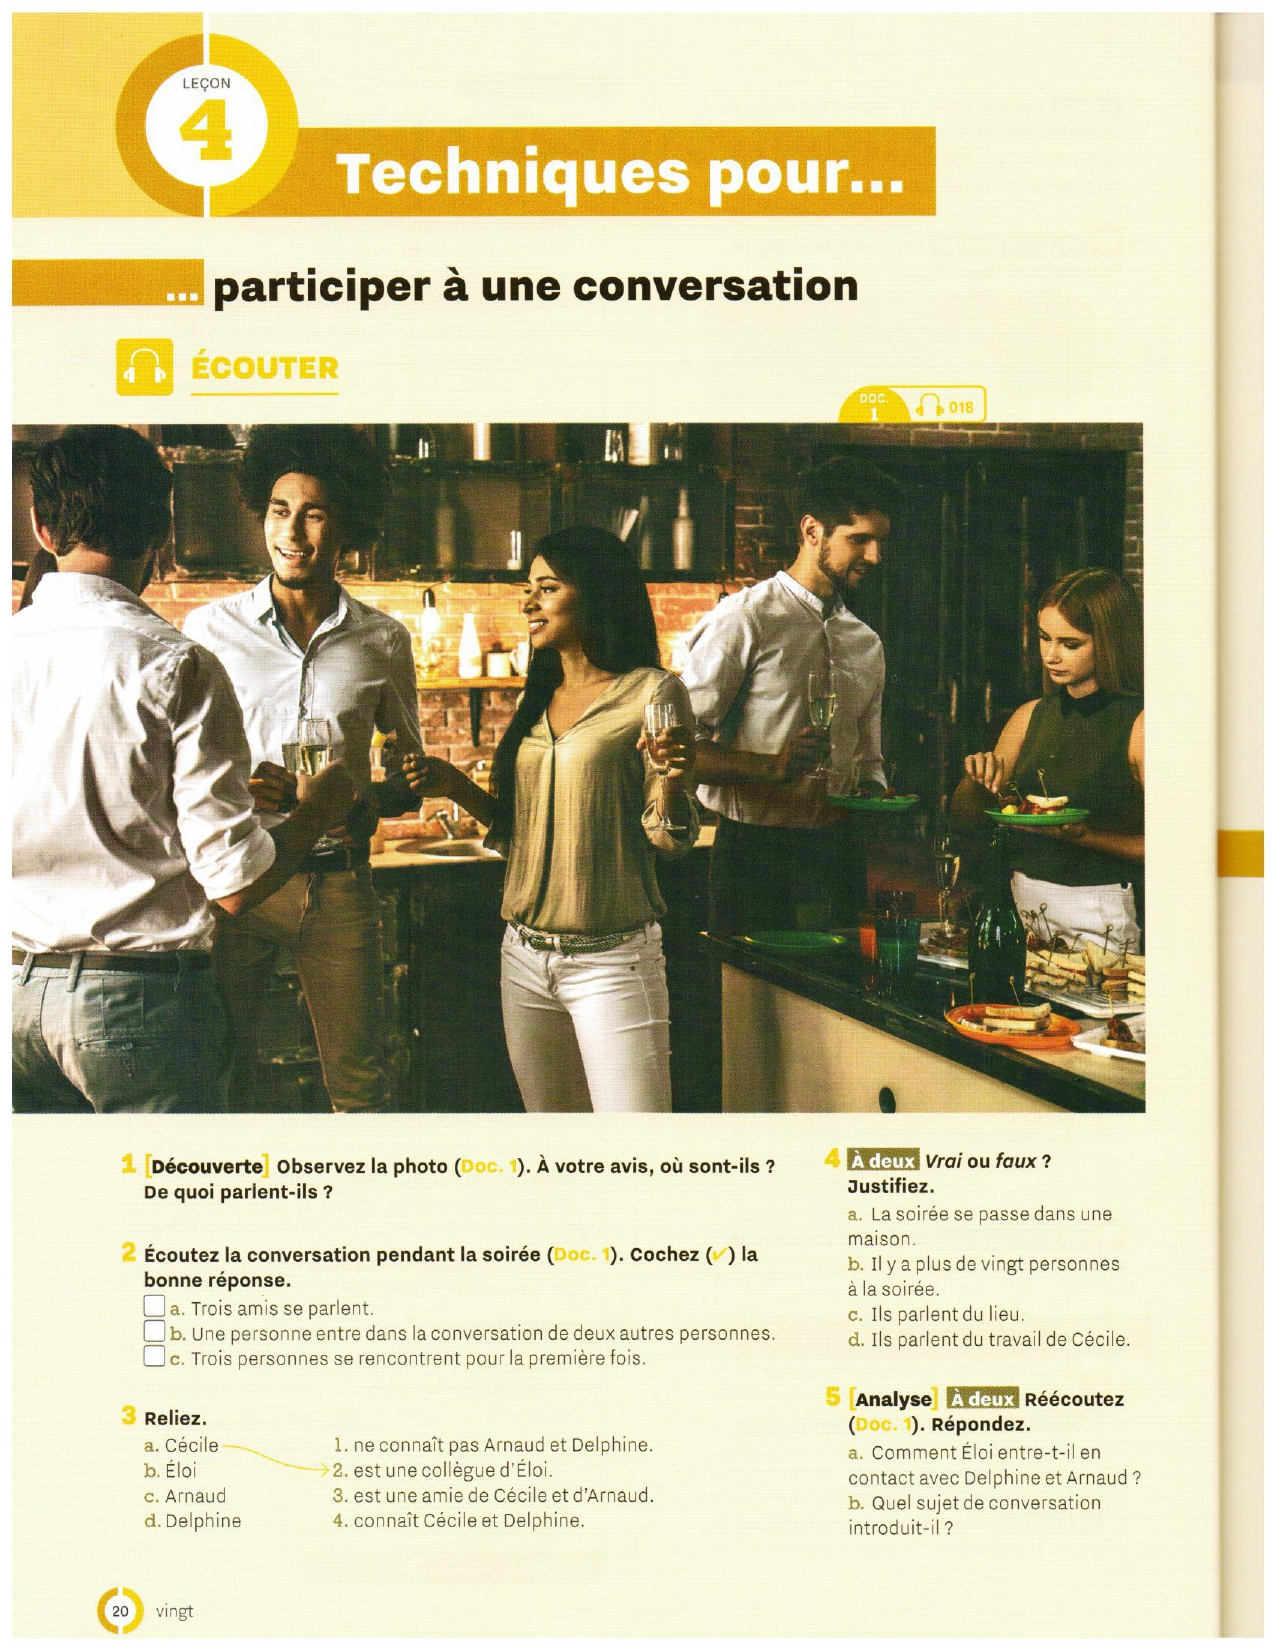 LEÇON
4
Techniques pour...
... participer à une conversation
ÉCOUTER
DOC.
1
018
1 [Découverte] Observez la photo (Doc. 1). À votre avis, où sont-ils ?
De quoi parlent-ils ?
2 Écoutez la conversation pendant la soirée (Doc. 1). Cochez (✓) la
bonne réponse.
a. Trois amis se parlent.
b. Une personne entre dans la conversation de deux autres personnes.
c. Trois personnes se rencontrent pour la première fois.
3 Reliez.
a. Cécile 1. ne connaît pas Arnaud et Delphine.
b. Éloi 2. est une collègue d'Éloi.
c. Arnaud 3. est une amie de Cécile et d'Arnaud.
d. Delphine 4. connaît Cécile et Delphine.
4 À deux Vrai ou faux ?
Justifiez.
a. La soirée se passe dans une
maison.
b. Il y a plus de vingt personnes
à la soirée.
c. Ils parlent du lieu.
d. Ils parlent du travail de Cécile.
5 [Analyse] À deux Réécoutez
(Doc. 1). Répondez.
a. Comment Éloi entre-t-il en
contact avec Delphine et Arnaud ?
b. Quel sujet de conversation
introduit-il ?
20 vingt